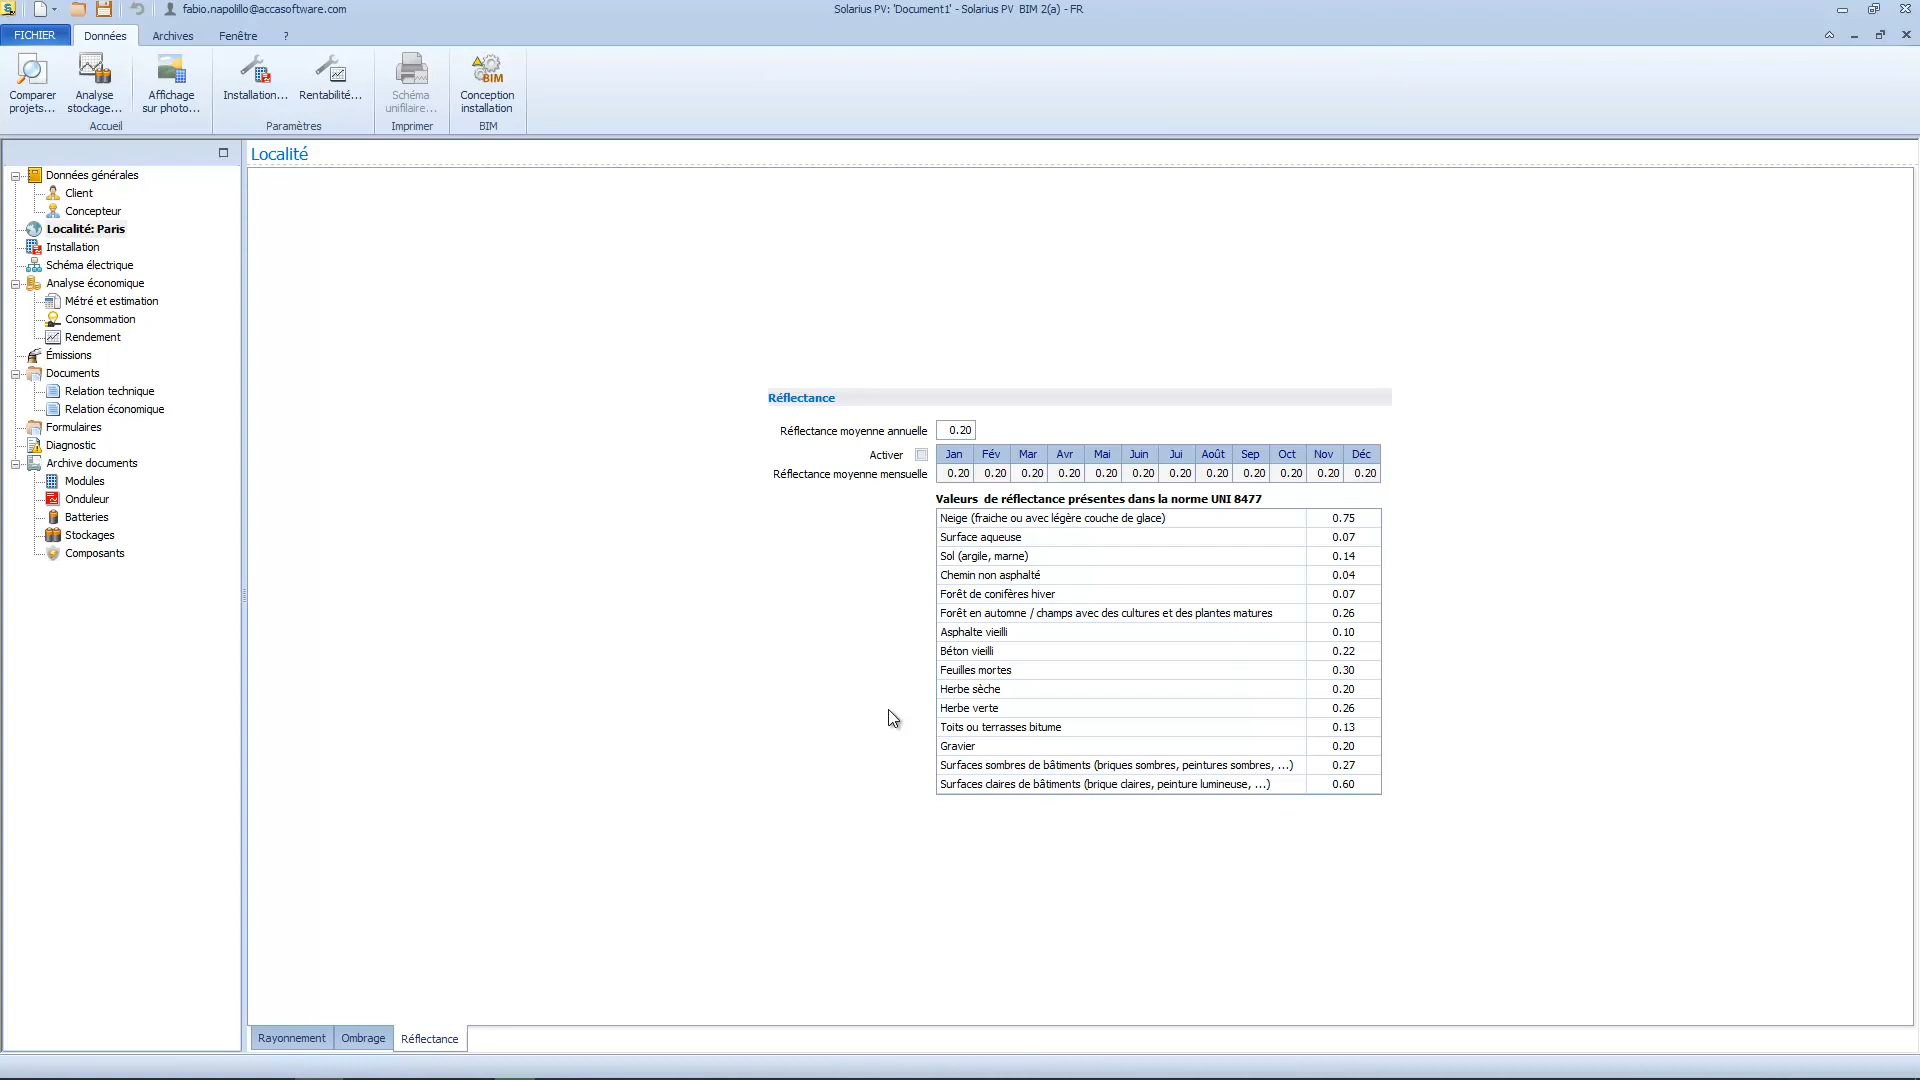 fabio.napolillo@accasoftware.com
Solarius PV: 'Document1' - Solarius PV BIM 2(a) - FR
FICHIER
Données
Archives
Fenêtre
?
Comparer
projets...
Analyse
stockage...
Affichage
sur photo...
Installation...
Rentabilité...
Schéma
unifilaire...
BIM
Conception
installation
Accueil
Paramètres
Imprimer
BIM
Localité
Données générales
Client
Concepteur
Localité: Paris
Installation
Schéma électrique
Analyse économique
Métré et estimation
Consommation
Rendement
Émissions
Documents
Relation technique
Relation économique
Formulaires
Diagnostic
Archive documents
Modules
Onduleur
Batteries
Stockages
Composants
Réflectance
Réflectance moyenne annuelle 0.20
Activer Jan Fév Mar Avr Mai Juin Jui Août Sep Oct Nov Déc
Réflectance moyenne mensuelle 0.20 0.20 0.20 0.20 0.20 0.20 0.20 0.20 0.20 0.20 0.20 0.20
Valeurs de réflectance présentes dans la norme UNI 8477
Neige (fraiche ou avec légère couche de glace) 0.75
Surface aqueuse 0.07
Sol (argile, marne) 0.14
Chemin non asphalté 0.04
Forêt de conifères hiver 0.07
Forêt en automne / champs avec des cultures et des plantes matures 0.26
Asphalte vieilli 0.10
Béton vieilli 0.22
Feuilles mortes 0.30
Herbe sèche 0.20
Herbe verte 0.26
Toits ou terrasses bitume 0.13
Gravier 0.20
Surfaces sombres de bâtiments (briques sombres, peintures sombres, ...) 0.27
Surfaces claires de bâtiments (brique claires, peinture lumineuse, ...) 0.60
Rayonnement
Ombrage
Réflectance